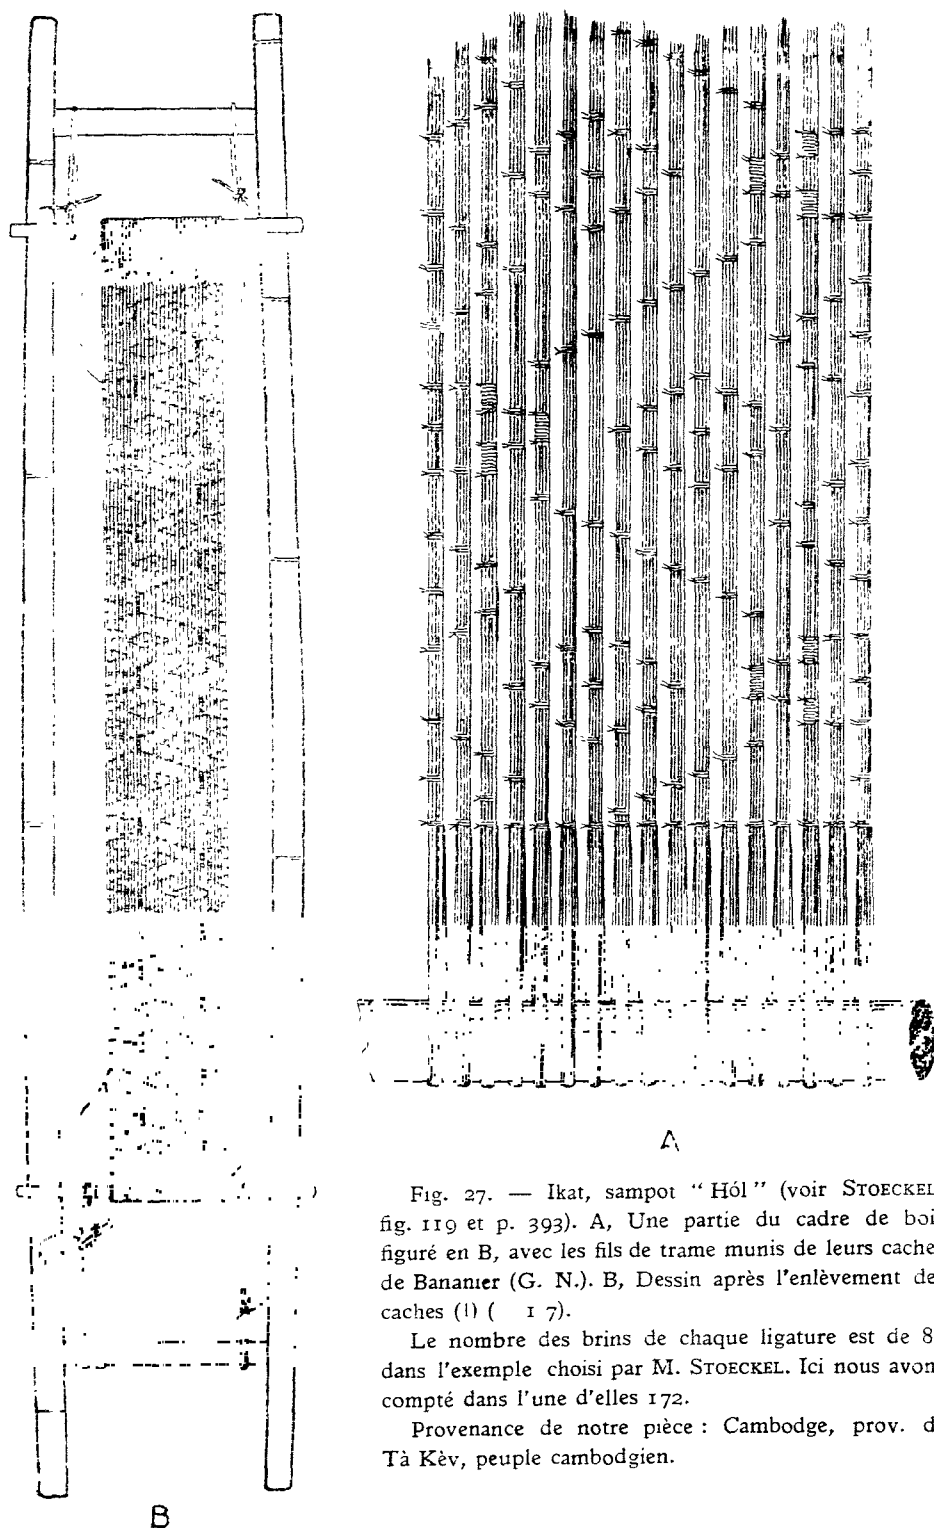 A
Fig. 27. — Ikat, sampot “ Hól ” (voir STOECKEL
fig. 119 et p. 393). A, Une partie du cadre de boi
figuré en B, avec les fils de trame munis de leurs cache
de Bananier (G. N.). B, Dessin après l'enlèvement de
caches (1) ( 1 7).
Le nombre des brins de chaque ligature est de 8
dans l'exemple choisi par M. STOECKEL. Ici nous avon
compté dans l'une d'elles 172.
Provenance de notre pièce : Cambodge, prov. d
Tà Kèv, peuple cambodgien.
B